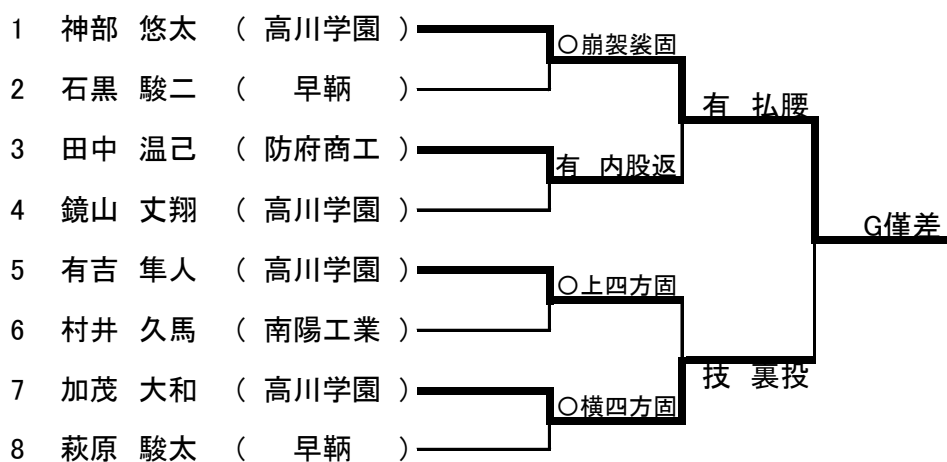 1 神部 悠太 ( 高川学園 )
〇崩袈裟固
2 石黒 駿二 ( 早鞆 )
有 払腰
3 田中 温己 ( 防府商工 )
有 内股返
4 鏡山 丈翔 ( 高川学園 )
G僅差
5 有吉 隼人 ( 高川学園 )
〇上四方固
6 村井 久馬 ( 南陽工業 )
技 裏投
7 加茂 大和 ( 高川学園 )
〇横四方固
8 萩原 駿太 ( 早鞆 )